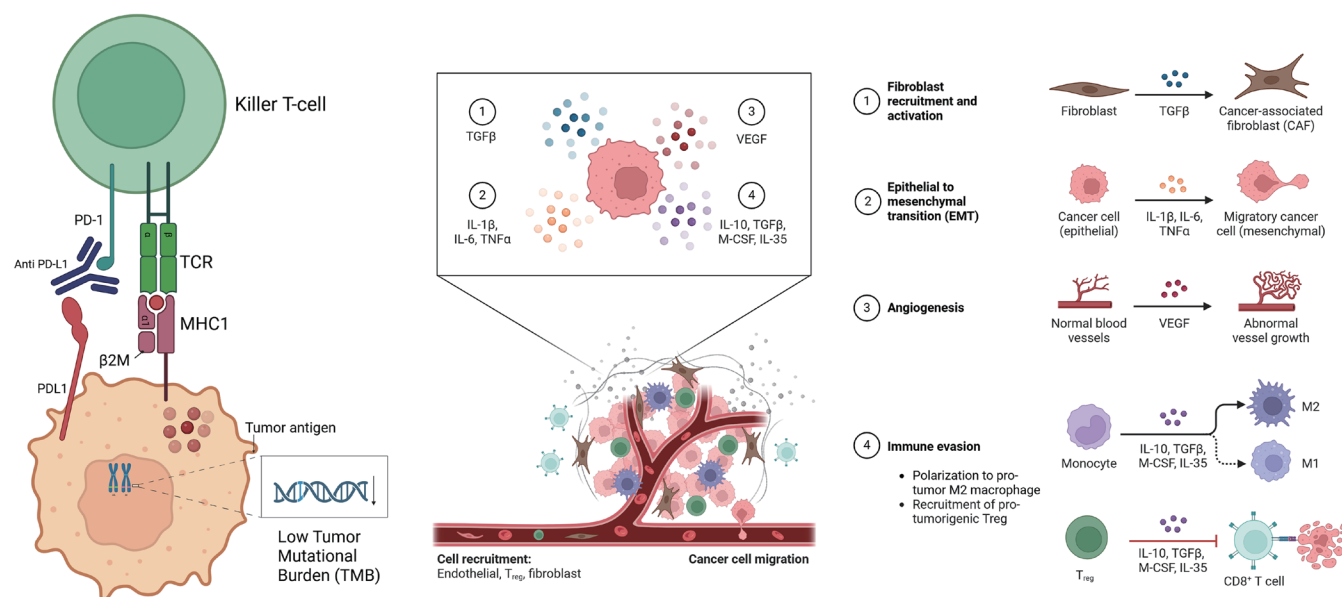 Killer T-cell
PD-1
α
β
Anti PD-L1
TCR
α1
MHC1
β2M
PDL1
Tumor antigen
Low Tumor
Mutational
Burden (TMB)
1
TGFβ
3
VEGF
2
IL-1β,
IL-6, TNFα
4
IL-10, TGFβ,
M-CSF, IL-35
Cell recruitment:
Endothelial, Treg, fibroblast
Cancer cell migration
1
Fibroblast
recruitment and
activation
Fibroblast
TGFβ
Cancer-associated
fibroblast (CAF)
2
Epithelial to
mesenchymal
transition (EMT)
Cancer cell
(epithelial)
IL-1β, IL-6,
TNFα
Migratory cancer
cell (mesenchymal)
3
Angiogenesis
Normal blood
vessels
VEGF
Abnormal
vessel growth
4
Immune evasion
• Polarization to pro-
tumor M2 macrophage
• Recruitment of pro-
tumorigenic Treg
Monocyte
IL-10, TGFβ,
M-CSF, IL-35
M2
M1
Treg
IL-10, TGFβ,
M-CSF, IL-35
CD8+ T cell